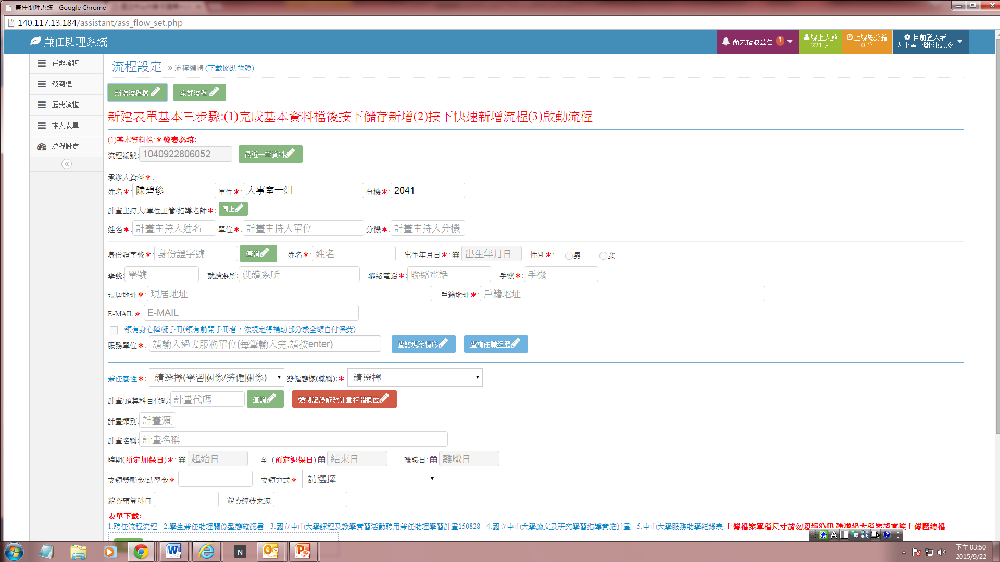 兼任助理系統 - Google Chrome
140.117.13.184/assistant/ass_flow_set.php
兼任助理系統
尚未讀取公告 3
線上人數
221 人
上線總分鐘
0 分
目前登入者
人事室一組:陳碧珍
待辦流程
簽到退
歷史流程
本人表單
流程設定
流程設定 » 流程編輯 (下載協助軟體)
新增流程檔 全部流程
新建表單基本三步驟:(1)完成基本資料檔後按下儲存新增(2)按下快速新增流程(3)啟動流程
(1)基本資料檔:＊號表必填:
流程編號: 1040922806052 最近一筆資料
承辦人資料＊:
姓名＊: 陳碧珍 單位＊: 人事室一組 分機＊: 2041
計畫主持人/單位主管/指導老師＊: 同上
姓名＊: 計畫主持人姓名 單位＊: 計畫主持人單位 分機＊: 計畫主持人分機
身份證字號＊: 身份證字號 查詢 姓名＊: 姓名 出生年月日＊: 出生年月日 性別＊: 男 女
學號: 學號 就讀系所: 就讀系所 聯絡電話＊: 聯絡電話 手機＊: 手機
現居地址＊: 現居地址 戶籍地址＊: 戶籍地址
E-MAIL＊: E-MAIL
領有身心障礙手冊(領有前開手冊者，依規定得補助部分或全額自付保費)
服務單位＊: 請輸入過去服務單位(每筆輸入完,請按enter) 查詢現職情形 查詢任職經歷
兼任屬性＊: 請選擇(學習關係/勞僱關係) 勞僱態樣(職稱):＊ 請選擇
計畫/預算科目代碼: 計畫代碼 查詢 強制記錄修改計畫相關欄位
計畫類別: 計畫類
計畫名稱: 計畫名稱
聘期(預定加保日)＊: 起始日 至 (預定退保日) 結束日 離職日: 離職日
支領獎勵金/助學金＊: 支領方式＊: 請選擇
薪資預算科目: 薪資經費來源:
表單下載:
1.聘任流程流程 2.學生兼任助理關係型態確認書 3.國立中山大學課程及教學實習活動聘用兼任助理學習計畫150828 4.國立中山大學論文及研究學習指導實施計畫 5.中山大學服務助學紀錄表 上傳檔案單檔尺寸請勿超過8MB,建議過大檔案請直接上傳壓縮檔
下午 03:50
2015/9/22